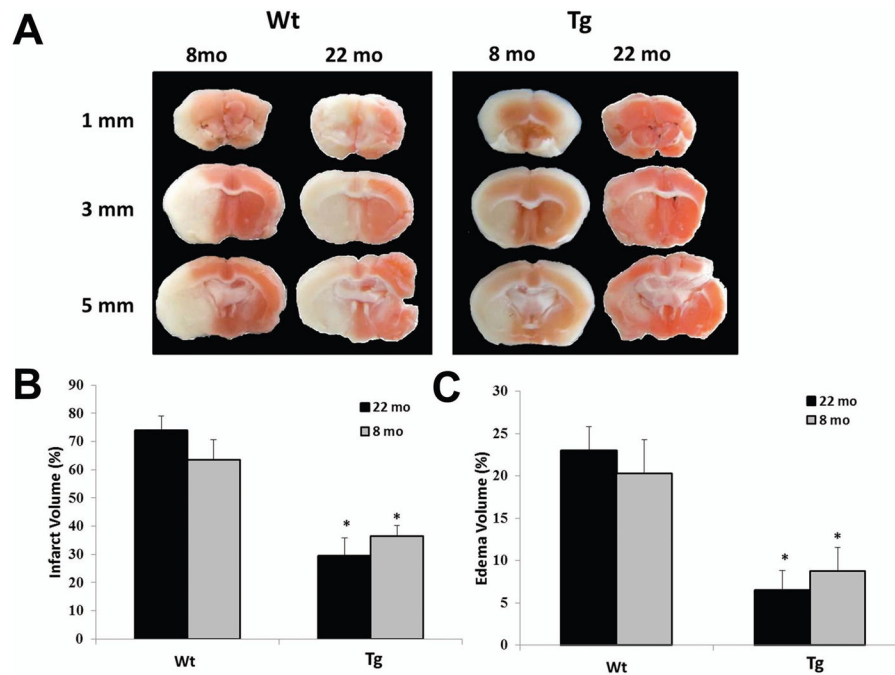 A
Wt
Tg
8mo
22 mo
8 mo
22 mo
1 mm
3 mm
5 mm
B
90
80
70
60
50
40
30
20
10
0
Infarct Volume (%)
22 mo
8 mo
*
*
Wt
Tg
C
30
25
20
15
10
5
0
Edema Volume (%)
22 mo
8 mo
*
*
Wt
Tg